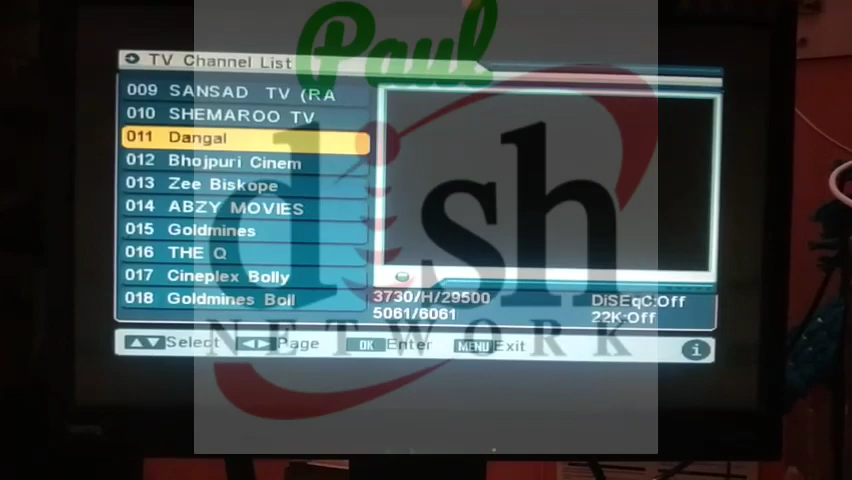 Paul
TV Channel List
009 SANSAD TV (RA
010 SHEMAROO TV
011 Dangal
012 Bhojpuri Cinem
013 Zee Biskope
014 ABZY MOVIES
015 Goldmines
016 THE Q
017 Cineplex Bolly
018 Goldmines Boll
dish
NETWORK
3730/H/29500
5061/6061
DiSEqC:Off
22K:Off
Select Page OK Enter MENU Exit i